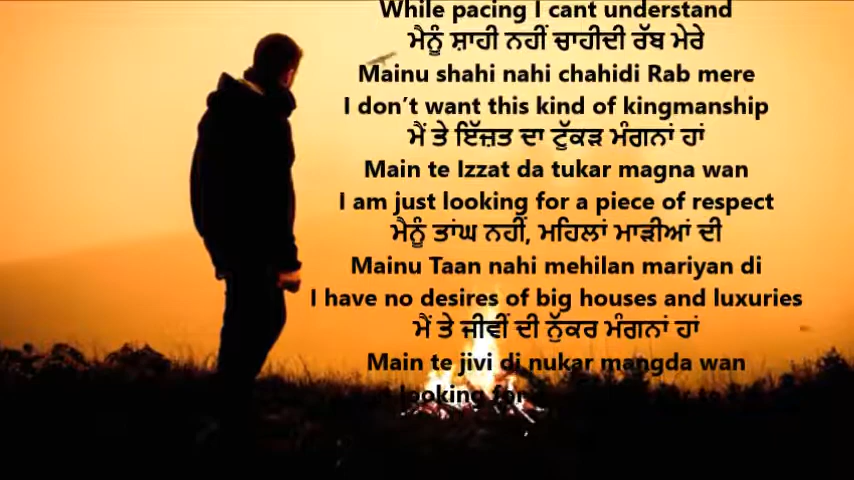 While pacing I cant understand
ਮੈਨੂੰ ਸ਼ਾਹੀ ਨਹੀਂ ਚਾਹੀਦੀ ਰੱਬ ਮੇਰੇ
Mainu shahi nahi chahidi Rab mere
I don’t want this kind of kingmanship
ਮੈਂ ਤੇ ਇੱਜ਼ਤ ਦਾ ਟੁੱਕੜ ਮੰਗਨਾਂ ਹਾਂ
Main te Izzat da tukar magna wan
I am just looking for a piece of respect
ਮੈਨੂੰ ਤਾਂਘ ਨਹੀਂ, ਮਹਿਲਾਂ ਮਾੜੀਆਂ ਦੀ
Mainu Taan nahi mehilan mariyan di
I have no desires of big houses and luxuries
ਮੈਂ ਤੇ ਜੀਵੀਂ ਦੀ ਨੁੱਕਰ ਮੰਗਨਾਂ ਹਾਂ
Main te jivi di nukar mangda wan
looking for